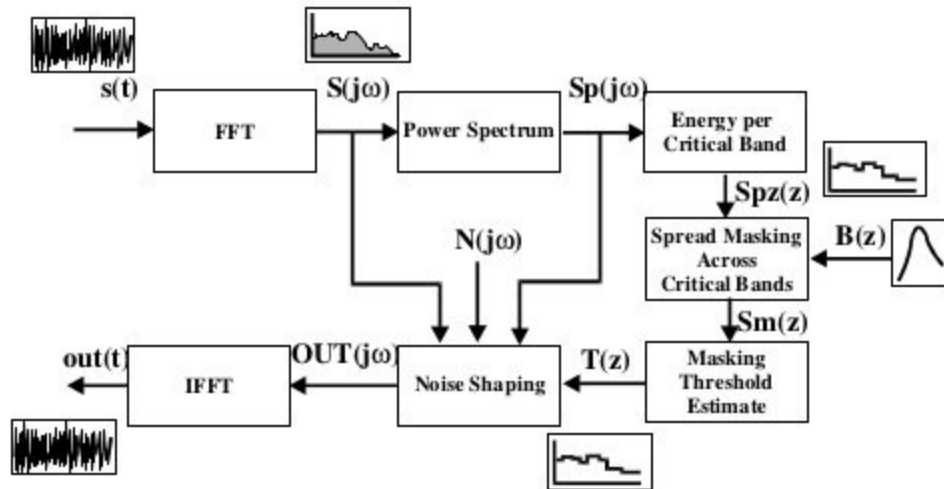 s(t)
FFT
S(jω)
Power Spectrum
Sp(jω)
Energy per
Critical Band
Spz(z)
N(jω)
Spread Masking
Across
Critical Bands
B(z)
Sm(z)
out(t)
IFFT
OUT(jω)
Noise Shaping
T(z)
Masking
Threshold
Estimate